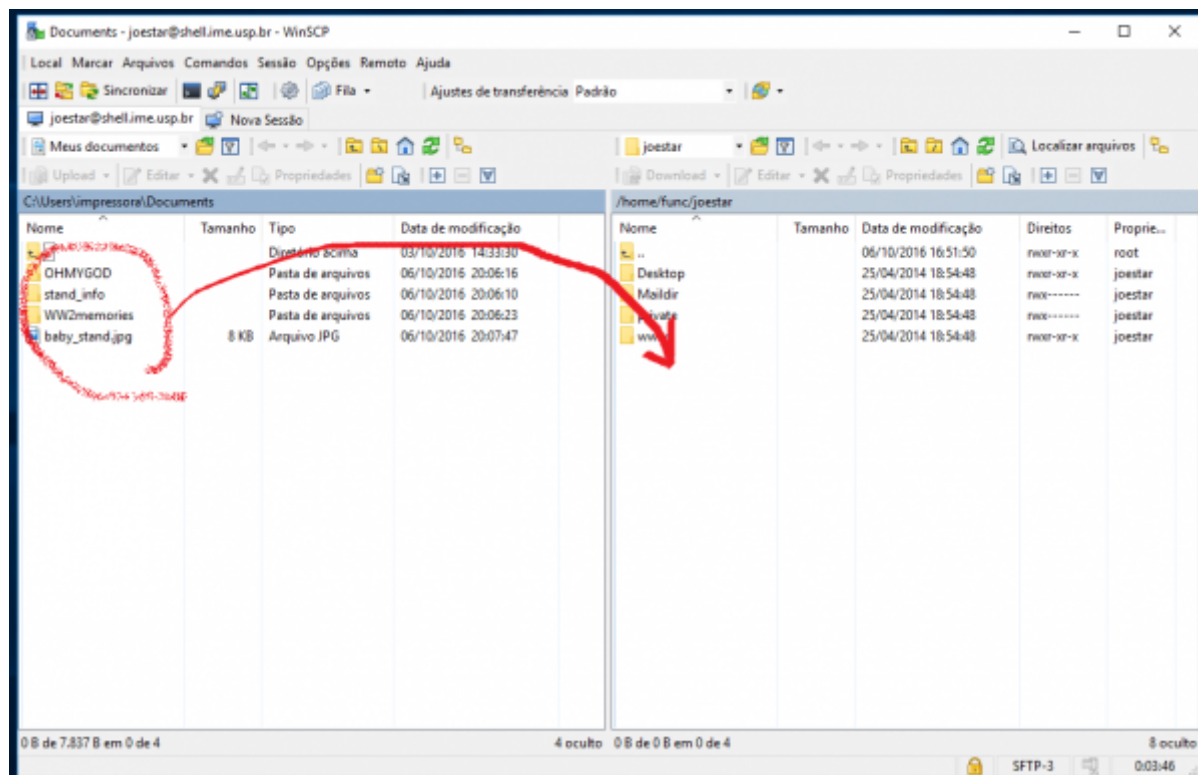 Documents - joestar@shell.ime.usp.br - WinSCP
Local Marcar Arquivos Comandos Sessão Opções Remoto Ajuda
Sincronizar Fila Ajustes de transferência Padrão
joestar@shell.ime.usp.br Nova Sessão
Meus documentos joestar Localizar arquivos
Upload Editar Propriedades Download Editar Propriedades
C:\Users\impressora\Documents /home/func/joestar
Nome Tamanho Tipo Data de modificação Nome Tamanho Data de modificação Direitos Proprie...
Diretório acima 03/10/2016 14:33:30 .. 06/10/2016 16:51:50 rwxr-xr-x root
OHMYGOD Pasta de arquivos 06/10/2016 20:06:16 Desktop 25/04/2014 18:54:48 rwxr-xr-x joestar
stand_info Pasta de arquivos 06/10/2016 20:06:10 Maildir 25/04/2014 18:54:48 rwx------ joestar
WW2memories Pasta de arquivos 06/10/2016 20:06:23 private 25/04/2014 18:54:48 rwx------ joestar
baby_stand.jpg 8 KB Arquivo JPG 06/10/2016 20:07:47 25/04/2014 18:54:48 rwxr-xr-x joestar
0 B de 7.837 B em 0 de 4 4 oculto 0 B de 0 B em 0 de 4 8 oculto
SFTP-3 0:03:46